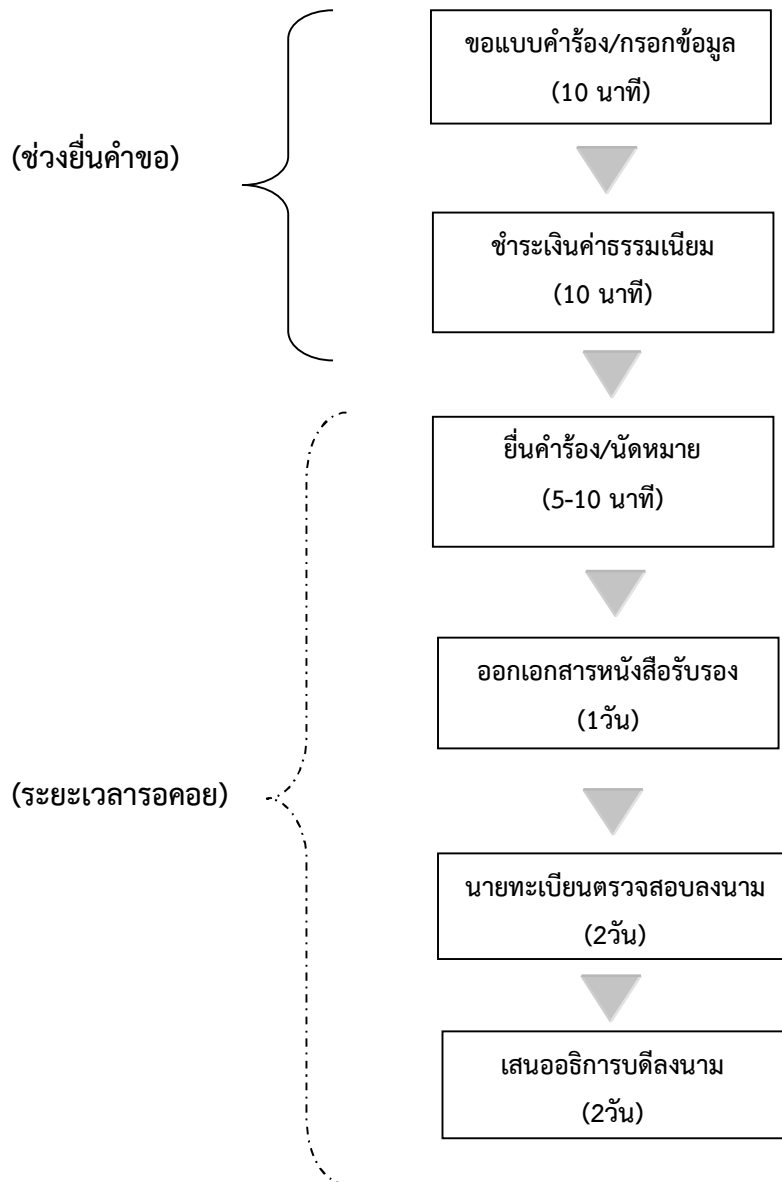 ขอแบบคำร้อง/กรอกข้อมูล
(10 นาที)
(ช่วงยื่นคำขอ)
ชำระเงินค่าธรรมเนียม
(10 นาที)
ยื่นคำร้อง/นัดหมาย
(5-10 นาที)
ออกเอกสารหนังสือรับรอง
(1วัน)
(ระยะเวลารอคอย)
นายทะเบียนตรวจสอบลงนาม
(2วัน)
เสนออธิการบดีลงนาม
(2วัน)